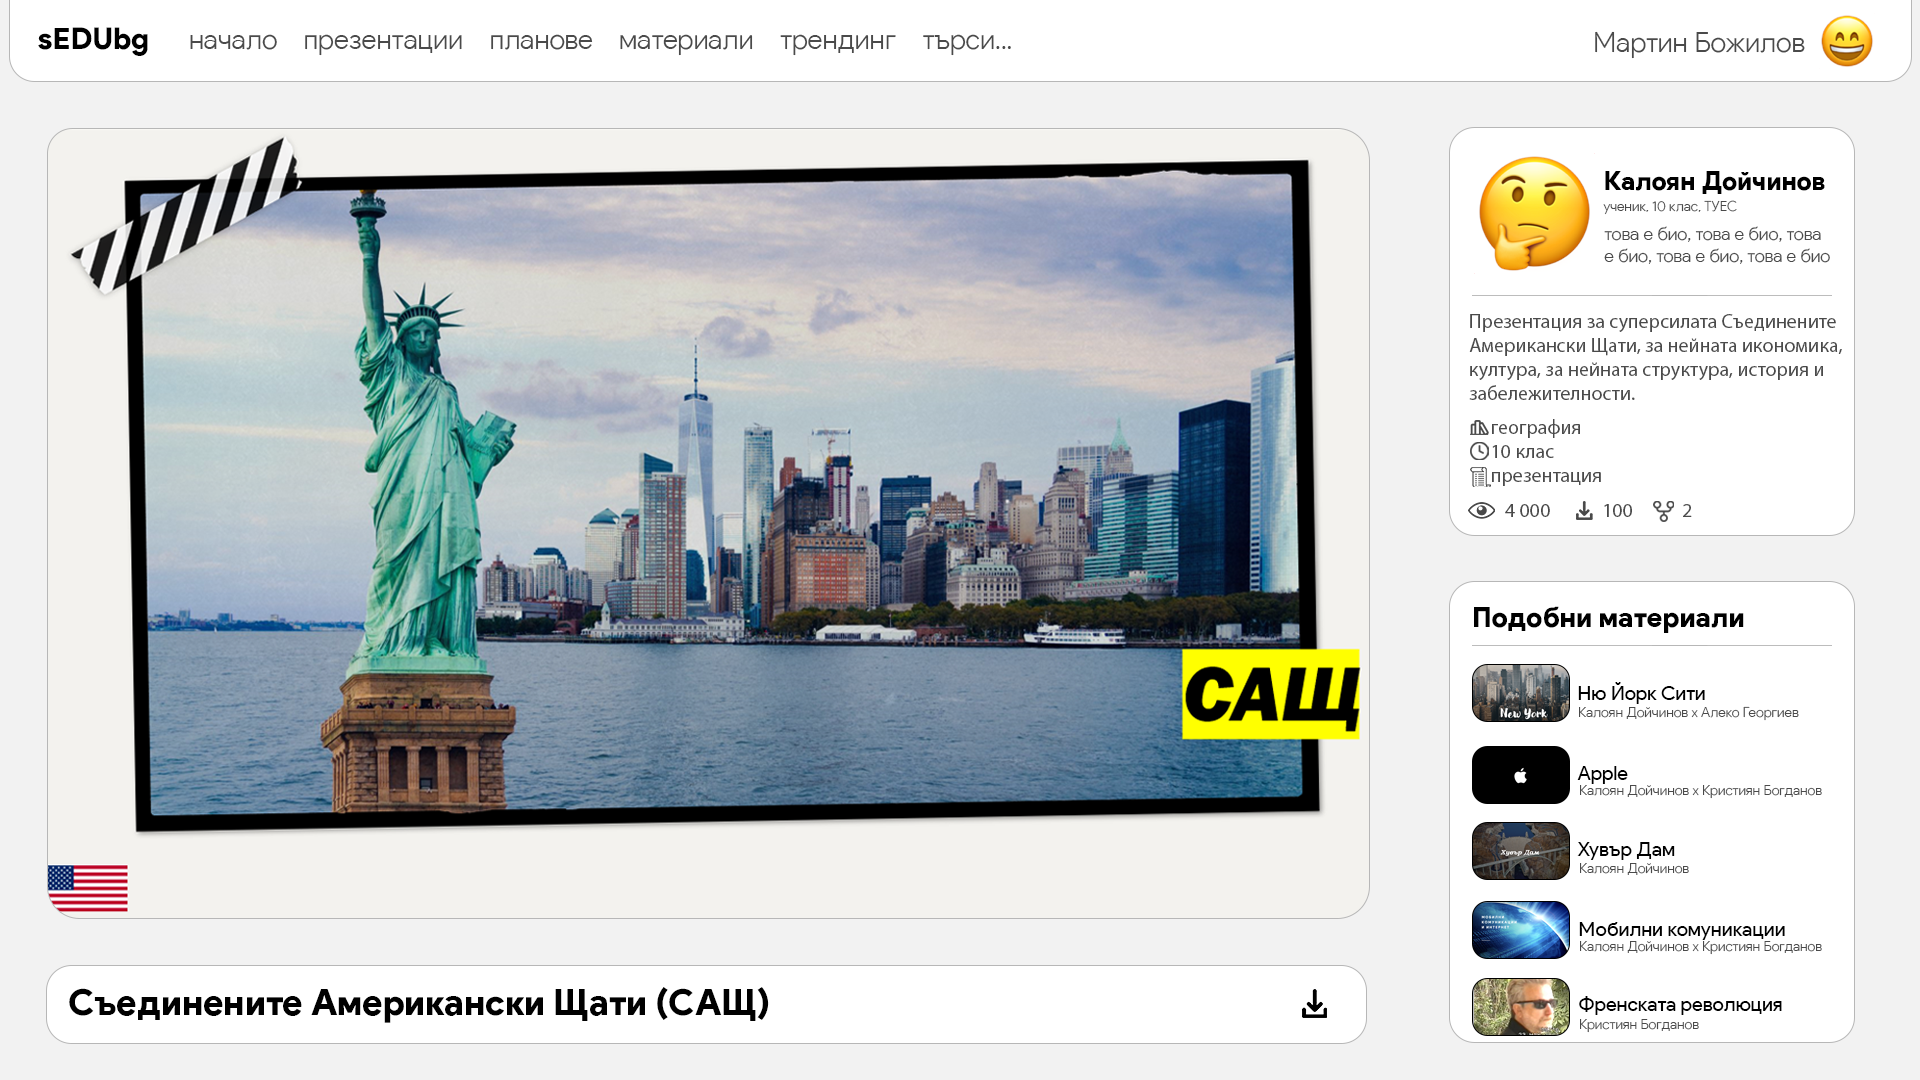 sEDUbg начало презентации планове материали трендинг търси... Мартин Божилов
САЩ
Съединените Американски Щати (САЩ)
Калоян Дойчинов
ученик, 10 клас, ТУЕС
това е био, това е био, това
е био, това е био, това е био
Презентация за суперсилата Съединените
Американски Щати, за нейната икономика,
култура, за нейната структура, история и
забележителности.
география
10 клас
презентация
4 000 100 2
Подобни материали
New York
Ню Йорк Сити
Калоян Дойчинов x Алеко Георгиев
Apple
Калоян Дойчинов x Кристиян Богданов
Хувър Дам
Хувър Дам
Калоян Дойчинов
МОБИЛНИ
КОМУНИКАЦИИ
И ИНТЕРНЕТ
Мобилни комуникации
Калоян Дойчинов x Кристиян Богданов
Френската революция
Кристиян Богданов